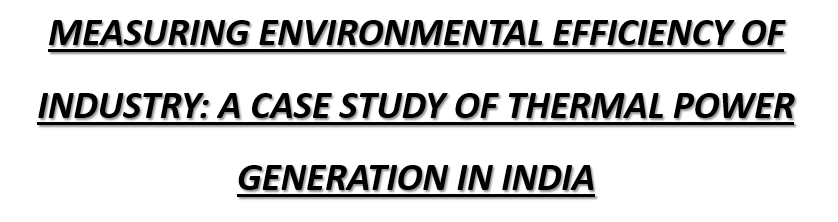 MEASURING ENVIRONMENTAL EFFICIENCY OF
INDUSTRY: A CASE STUDY OF THERMAL POWER
GENERATION IN INDIA